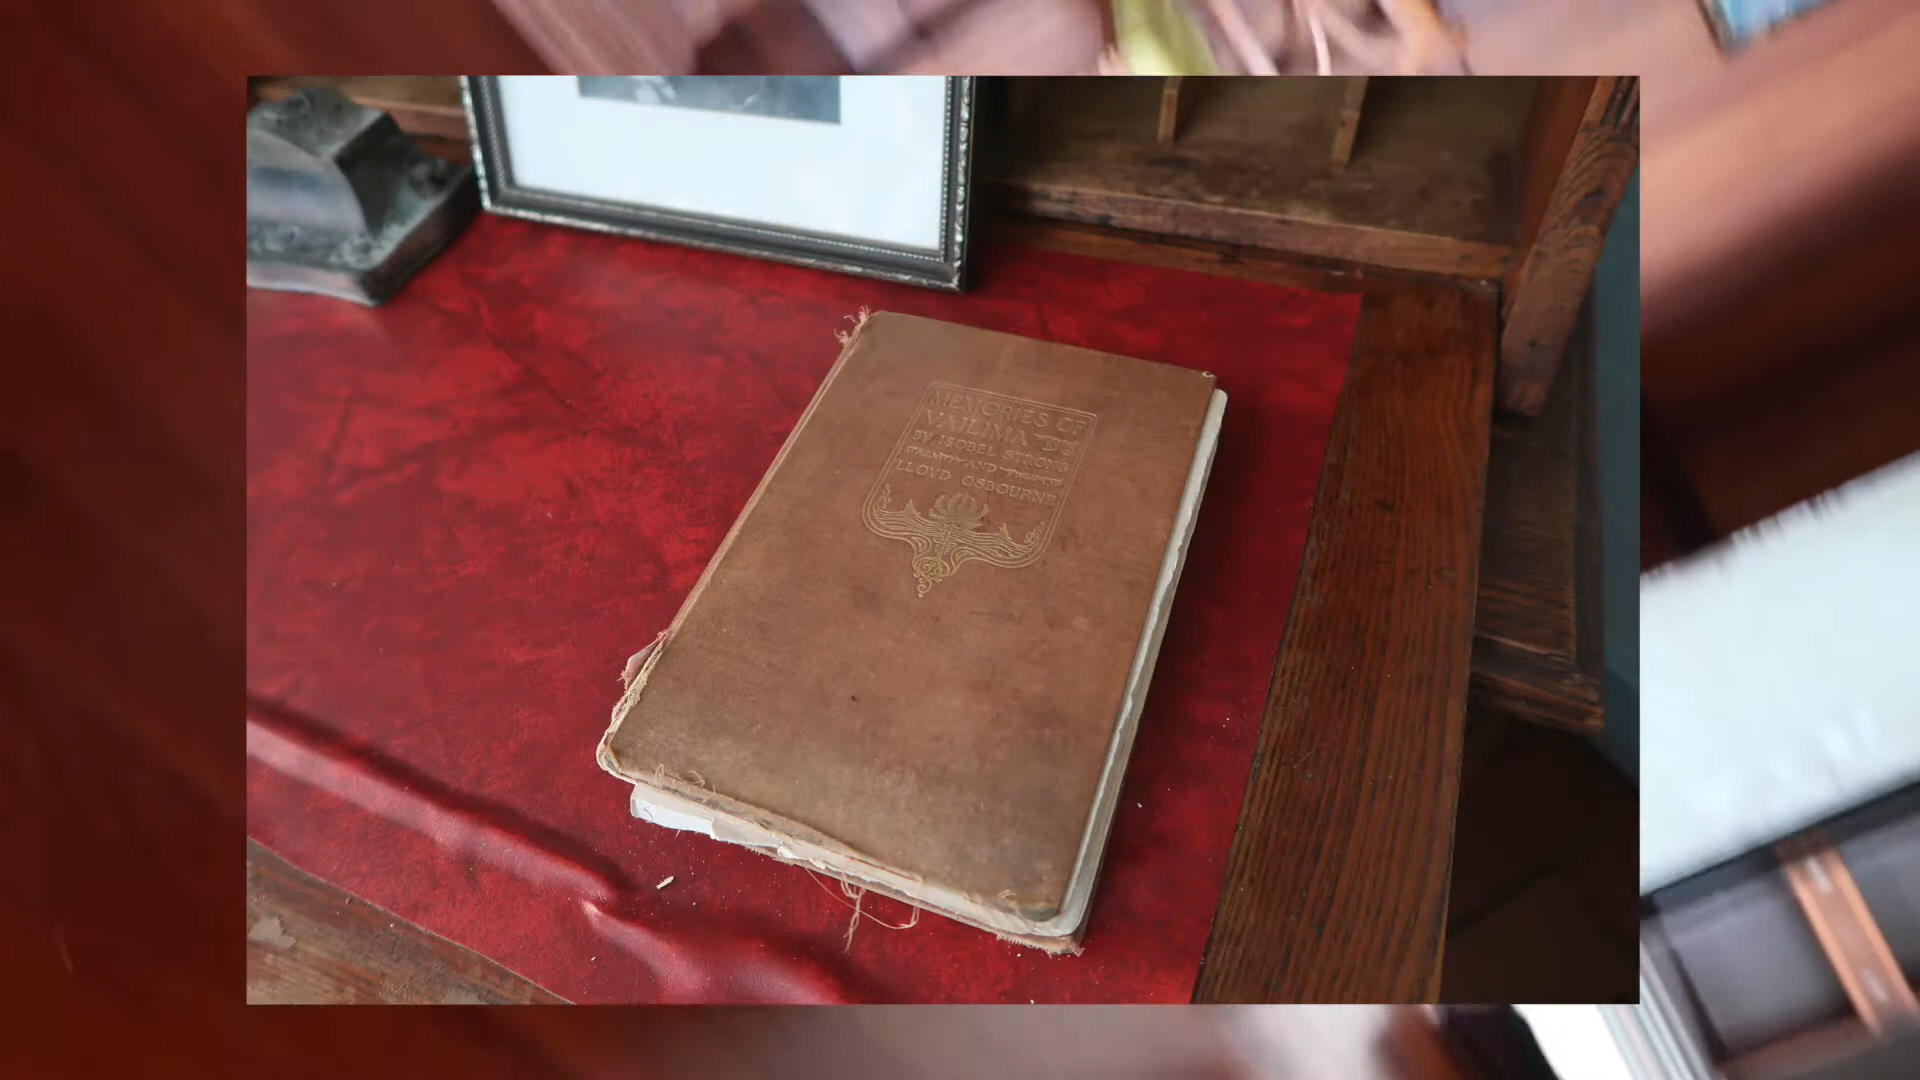 MEMORIES OF
VAILIMA
BY ISOBEL STRONG
AND
LLOYD OSBOURNE